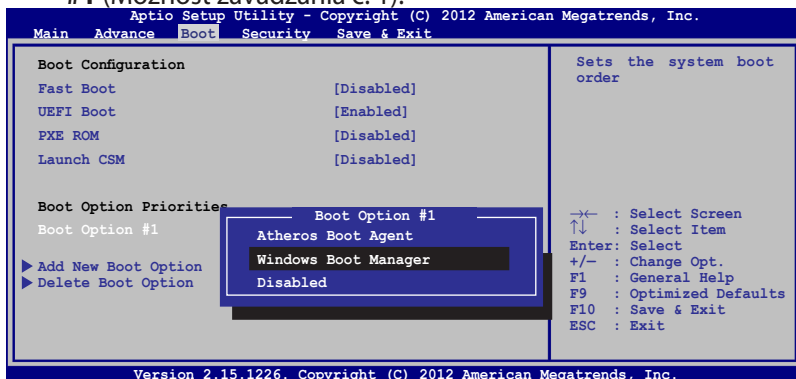 #1 (Možnosť zavádzania č. 1).
Aptio Setup Utility - Copyright (C) 2012 American Megatrends, Inc.
Main Advance Boot Security Save & Exit
Boot Configuration
Fast Boot [Disabled]
UEFI Boot [Enabled]
PXE ROM [Disabled]
Launch CSM [Disabled]
Boot Option Priorities
Boot Option #1
Add New Boot Option
Delete Boot Option
Boot Option #1
Atheros Boot Agent
Windows Boot Manager
Disabled
Sets the system boot
order
→← : Select Screen
↑↓ : Select Item
Enter: Select
+/— : Change Opt.
F1 : General Help
F9 : Optimized Defaults
F10 : Save & Exit
ESC : Exit
Version 2.15.1226. Copyright (C) 2012 American Megatrends, Inc.